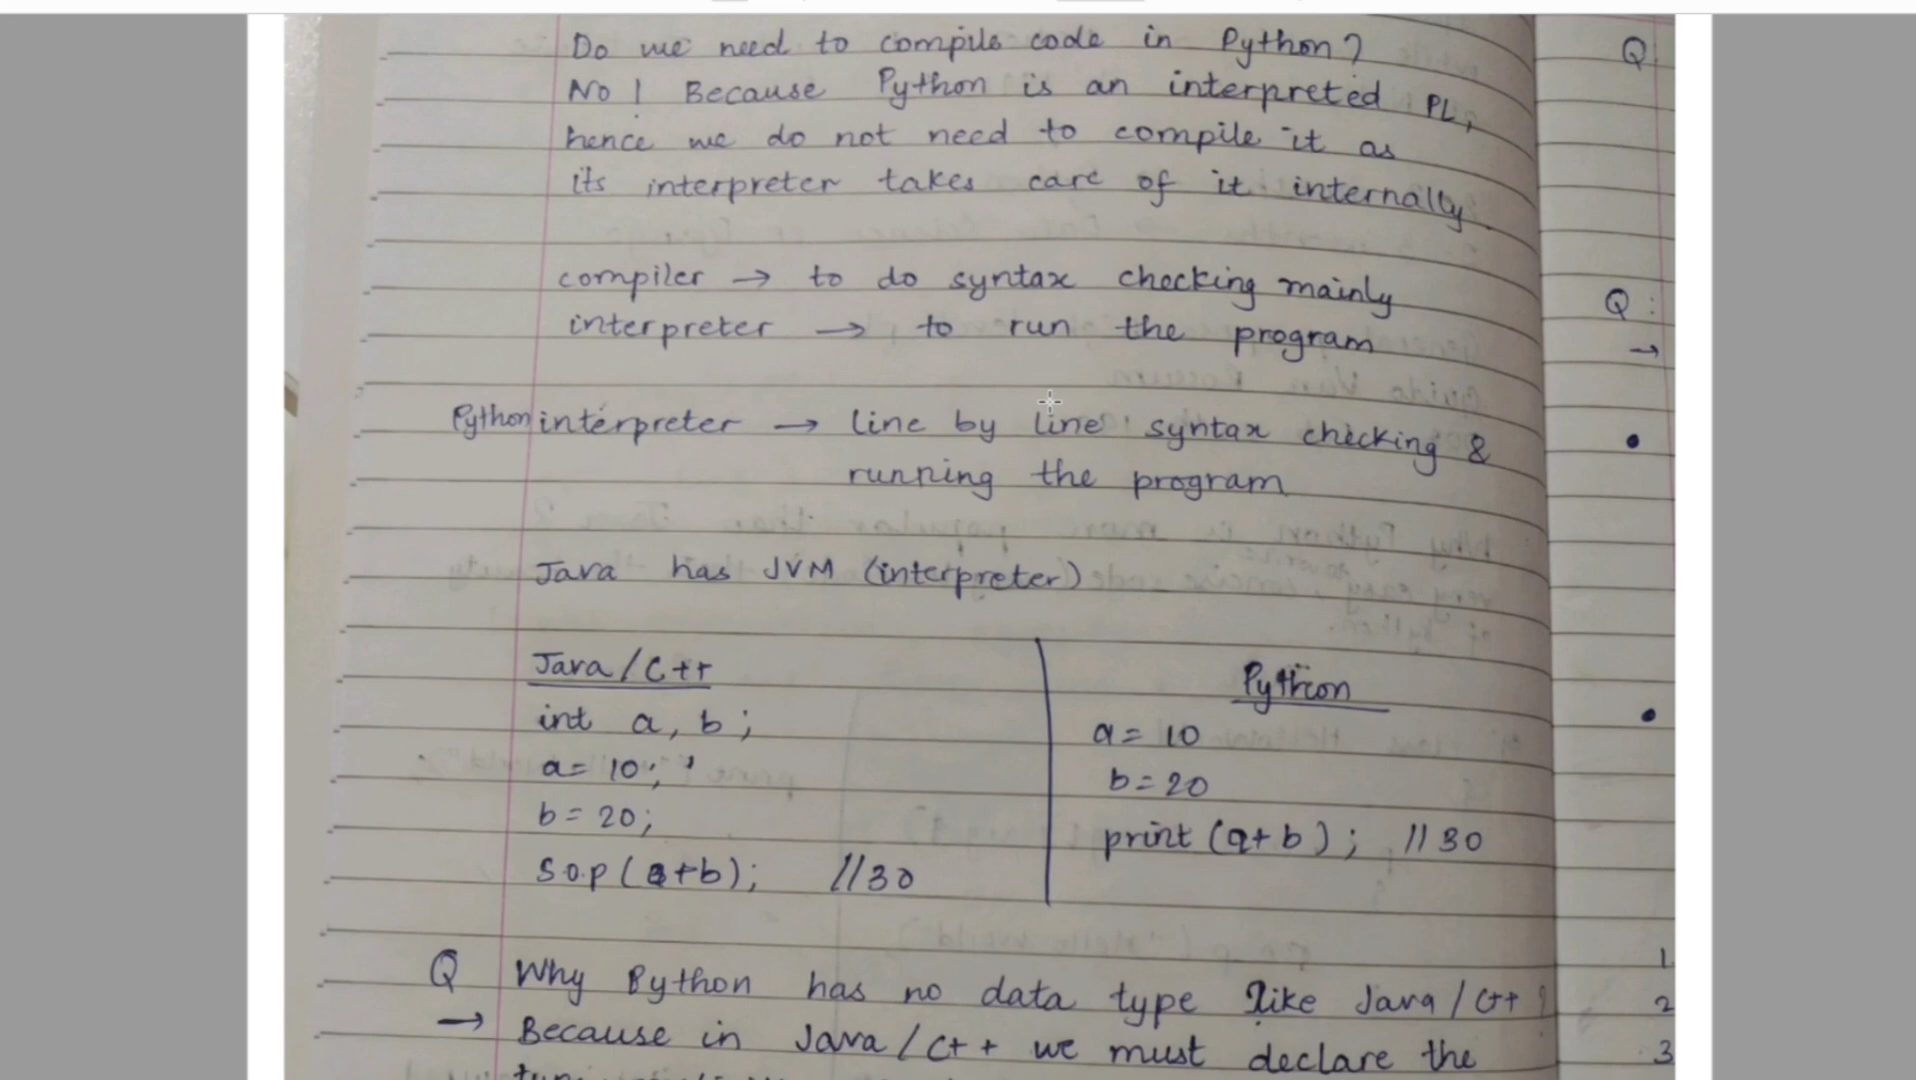 Do we need to compile code in Python?
No! Because Python is an interpreted PL,
hence we do not need to compile it as
its interpreter takes care of it internally.
compiler → to do syntax checking mainly
interpreter → to run the program
Python interpreter → line by line syntax checking &
running the program
Java has JVM (interpreter)
Java / C++
int a, b;
a = 10;
b = 20;
S.o.p (a+b); //30
Python
a = 10
b = 20
print (a+b); //30
Q Why Python has no data type like Java / C++ ?
→ Because in Java / C++ we must declare the
Q
Q:
→
1
2
3